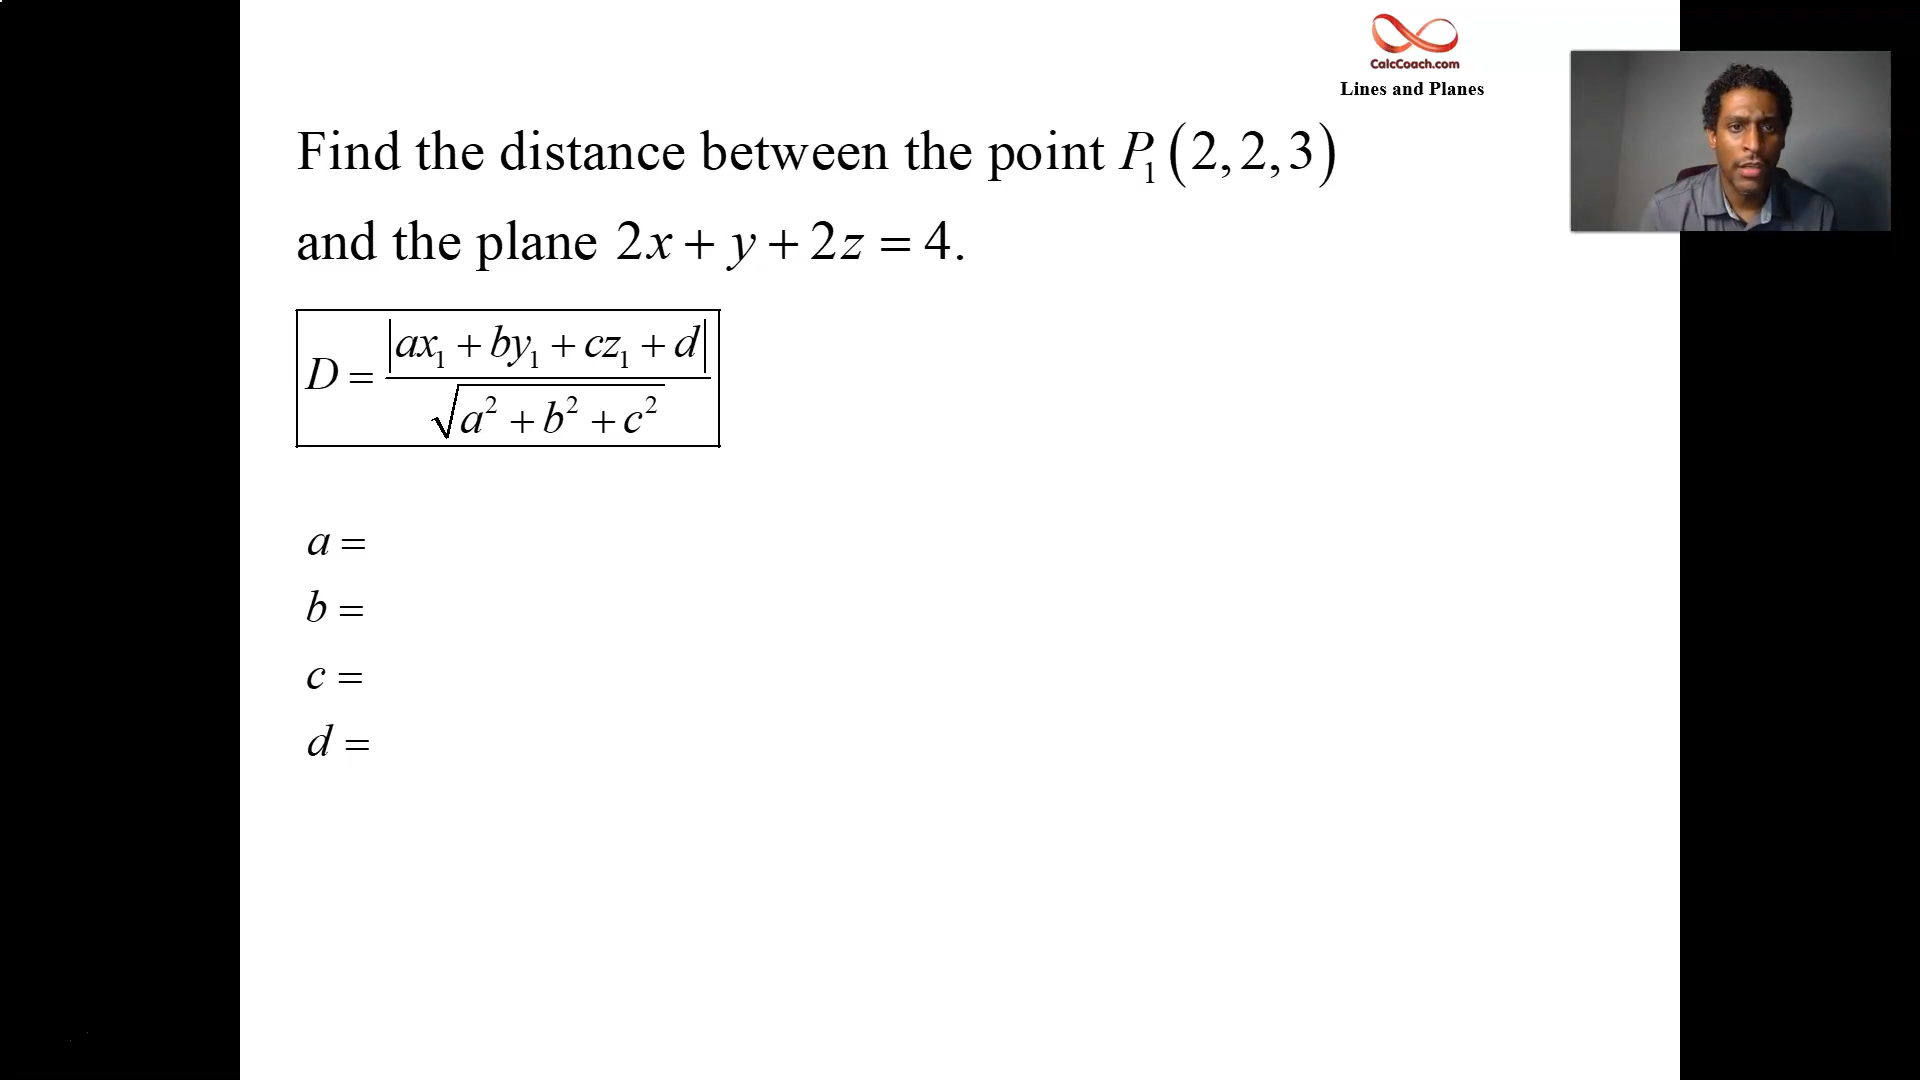 CalcCoach.com
Lines and Planes
Find the distance between the point P₁(2,2,3)
and the plane 2x + y + 2z = 4.
D = |ax₁ + by₁ + cz₁ + d| / √(a² + b² + c²)
a =
b =
c =
d =